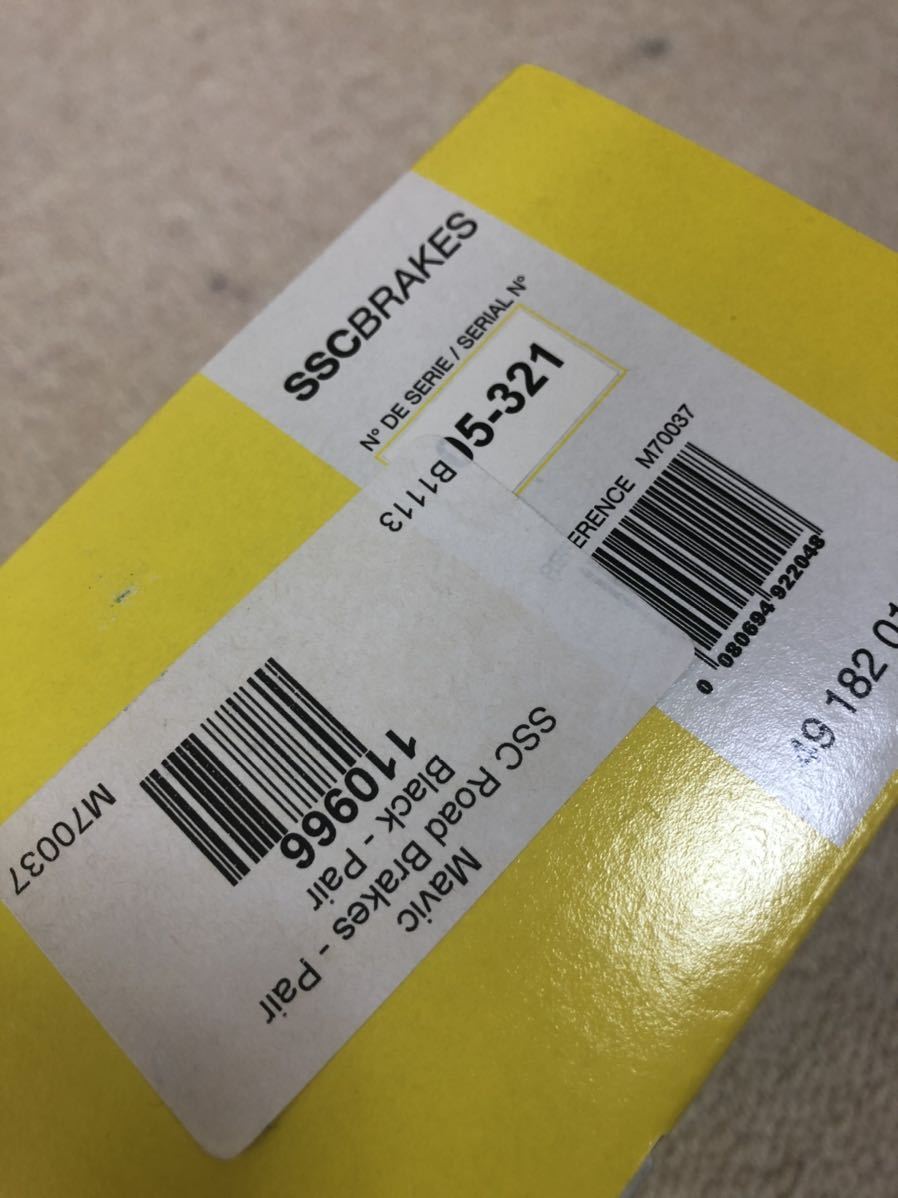 SSCBRAKES
N° DE SERIE / SERIAL N°
05-321
REFERENCE M70037
0 080694 922048
49 182 01
B1113
Mavic
SSC Road Brakes - Pair
Black - Pair
110966
M70037